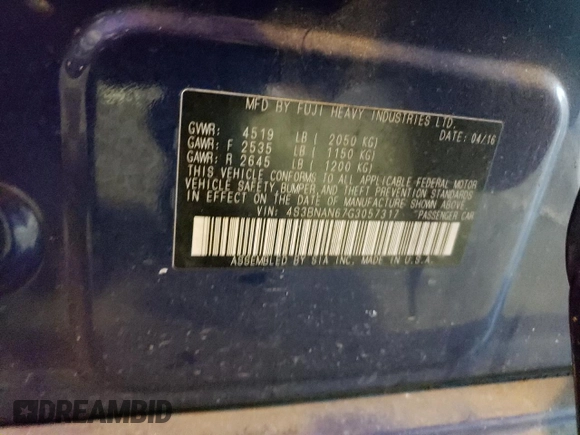 MFD BY FUJI HEAVY INDUSTRIES LTD.
GVWR: 4519 LB ( 2050 KG) DATE: 04/16
GAWR: F 2535 LB ( 1150 KG)
GAWR: R 2645 LB ( 1200 KG)
THIS VEHICLE CONFORMS TO ALL APPLICABLE FEDERAL MOTOR
VEHICLE SAFETY, BUMPER, AND THEFT PREVENTION STANDARDS
IN EFFECT ON THE DATE OF MANUFACTURE SHOWN ABOVE.
VIN: 4S3BNAN67G3057317 PASSENGER CAR
ASSEMBLED BY SIA INC. MADE IN U.S.A.
DREAMBID